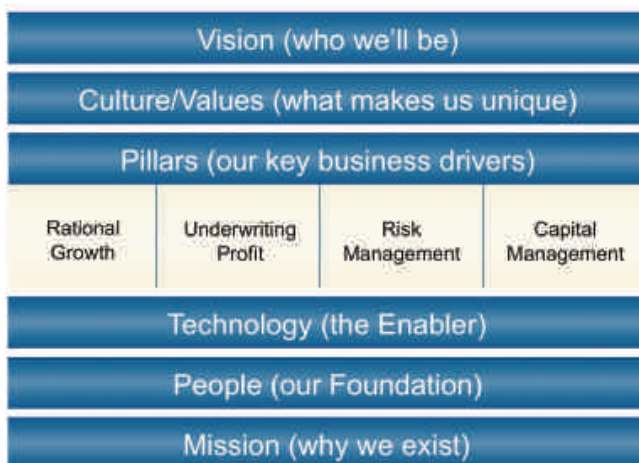 Vision (who we'll be)
Culture/Values (what makes us unique)
Pillars (our key business drivers)
Rational
Growth
Underwriting
Profit
Risk
Management
Capital
Management
Technology (the Enabler)
People (our Foundation)
Mission (why we exist)